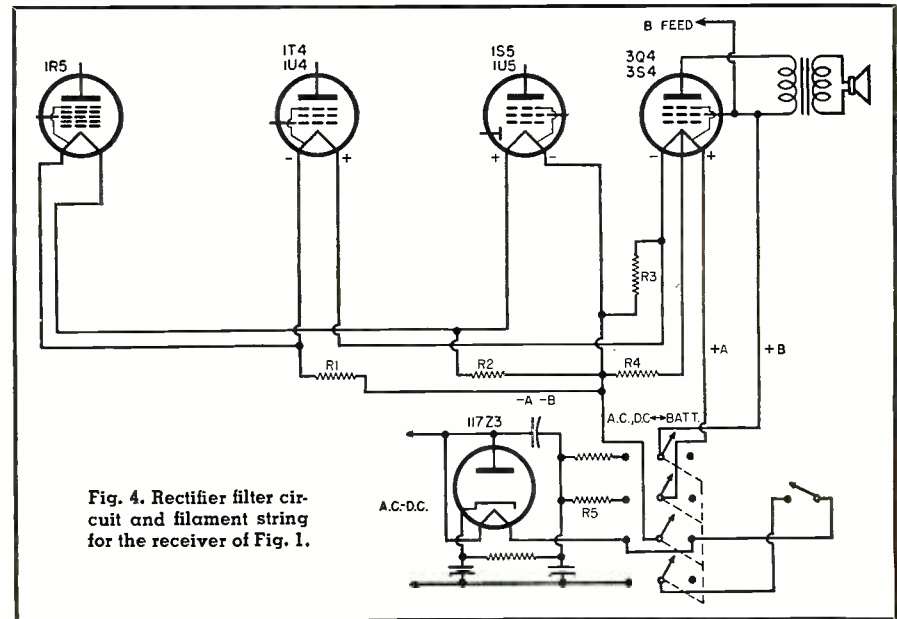 B FEED
1R5
1T4
1U4
1S5
1U5
3Q4
3S4
- +
+ -
- +
R3
+A
+B
R1
R2
R4
-A -B
A.C.,D.C. BATT.
117Z3
A.C.-D.C.
R5
Fig. 4. Rectifier filter cir-
cuit and filament string
for the receiver of Fig. 1.